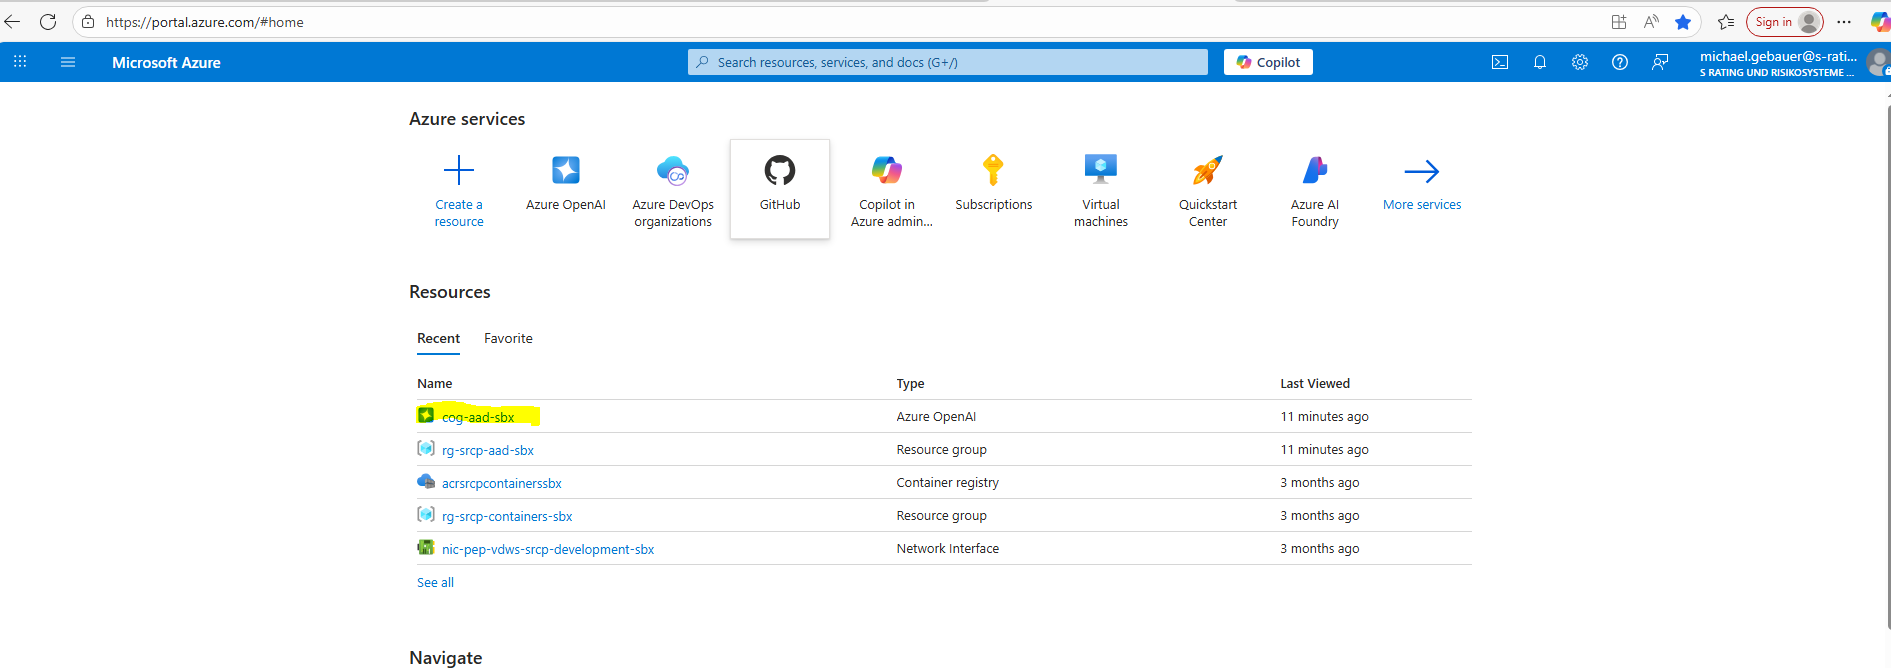 https://portal.azure.com/#home
Sign in
Microsoft Azure
Search resources, services, and docs (G+/)
Copilot
michael.gebauer@s-rati...
S RATING UND RISIKOSYSTEME ...
Azure services
Create a
resource
Azure OpenAI
Azure DevOps
organizations
GitHub
Copilot in
Azure admin...
Subscriptions
Virtual
machines
Quickstart
Center
Azure AI
Foundry
More services
Resources
Recent
Favorite
Name Type Last Viewed
cog-aad-sbx Azure OpenAI 11 minutes ago
rg-srcp-aad-sbx Resource group 11 minutes ago
acrsrcpcontainerssbx Container registry 3 months ago
rg-srcp-containers-sbx Resource group 3 months ago
nic-pep-vdws-srcp-development-sbx Network Interface 3 months ago
See all
Navigate